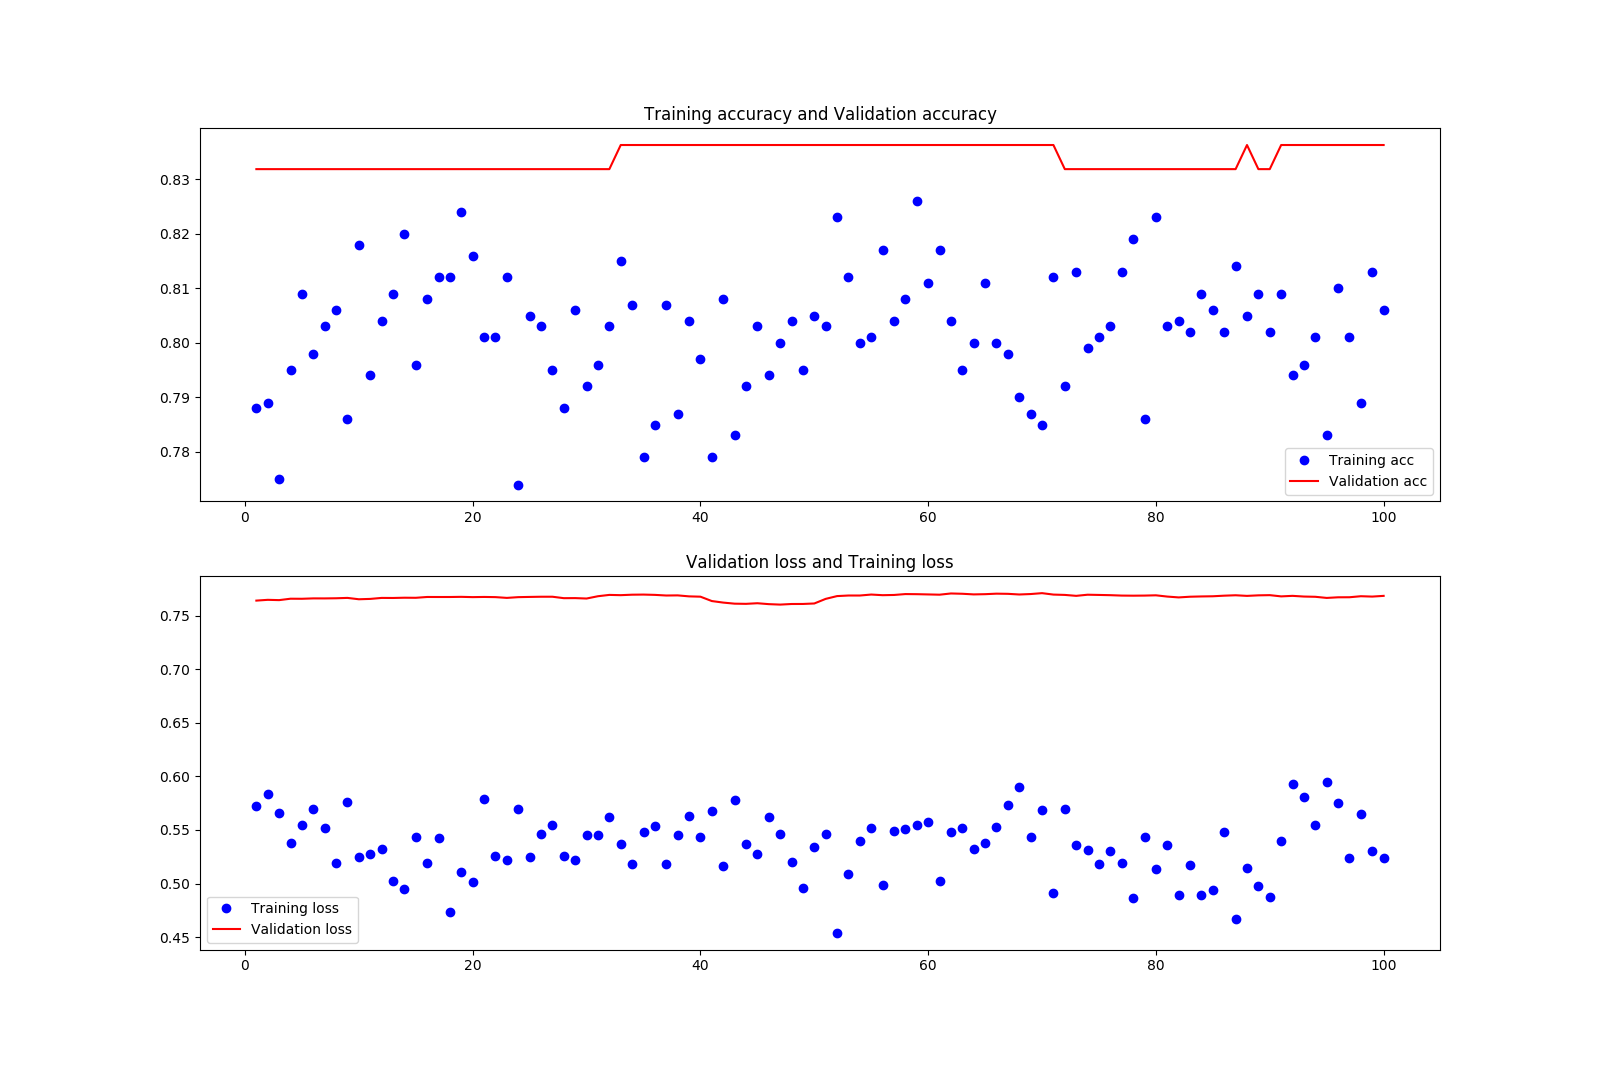 Training accuracy and Validation accuracy
0.83
0.82
0.81
0.80
0.79
0.78
Training acc
Validation acc
0 20 40 60 80 100
Validation loss and Training loss
0.75
0.70
0.65
0.60
0.55
0.50
0.45
Training loss
Validation loss
0 20 40 60 80 100